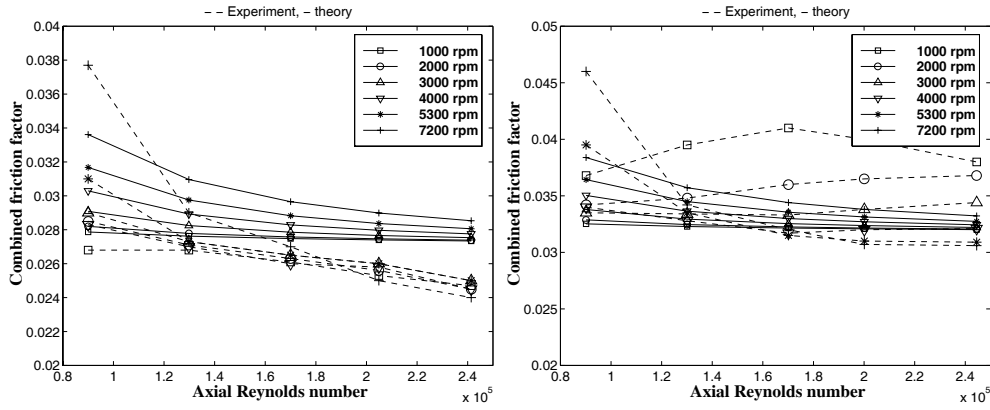 - - Experiment, – theory
0.04
0.038
0.036
0.034
0.032
0.03
0.028
0.026
0.024
0.022
0.02
Combined friction factor
1000 rpm
2000 rpm
3000 rpm
4000 rpm
5300 rpm
7200 rpm
0.8 1 1.2 1.4 1.6 1.8 2 2.2 2.4
Axial Reynolds number
x 10^5
- - Experiment, – theory
0.05
0.045
0.04
0.035
0.03
0.025
0.02
Combined friction factor
1000 rpm
2000 rpm
3000 rpm
4000 rpm
5300 rpm
7200 rpm
0.8 1 1.2 1.4 1.6 1.8 2 2.2 2.4
Axial Reynolds number
x 10^5